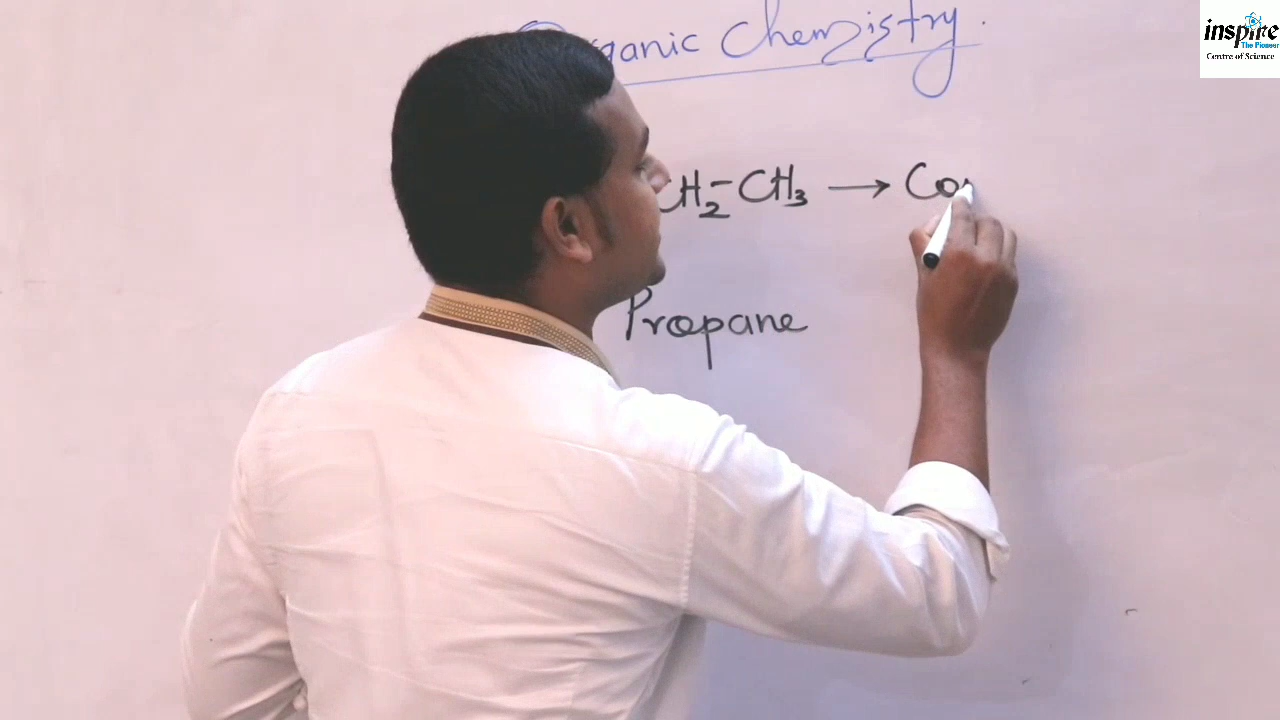 Organic Chemistry.
CH2-CH3 → Co
Propane
inspire
The Pioneer
Centre of Science